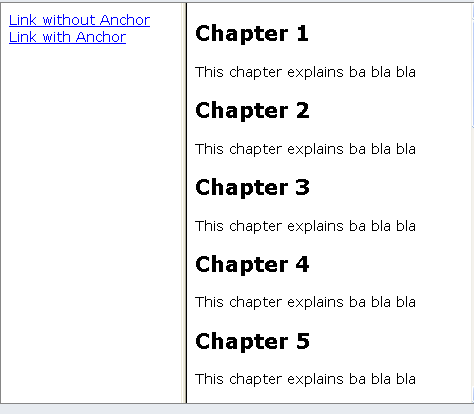 Link without Anchor
Link with Anchor
Chapter 1
This chapter explains ba bla bla
Chapter 2
This chapter explains ba bla bla
Chapter 3
This chapter explains ba bla bla
Chapter 4
This chapter explains ba bla bla
Chapter 5
This chapter explains ba bla bla